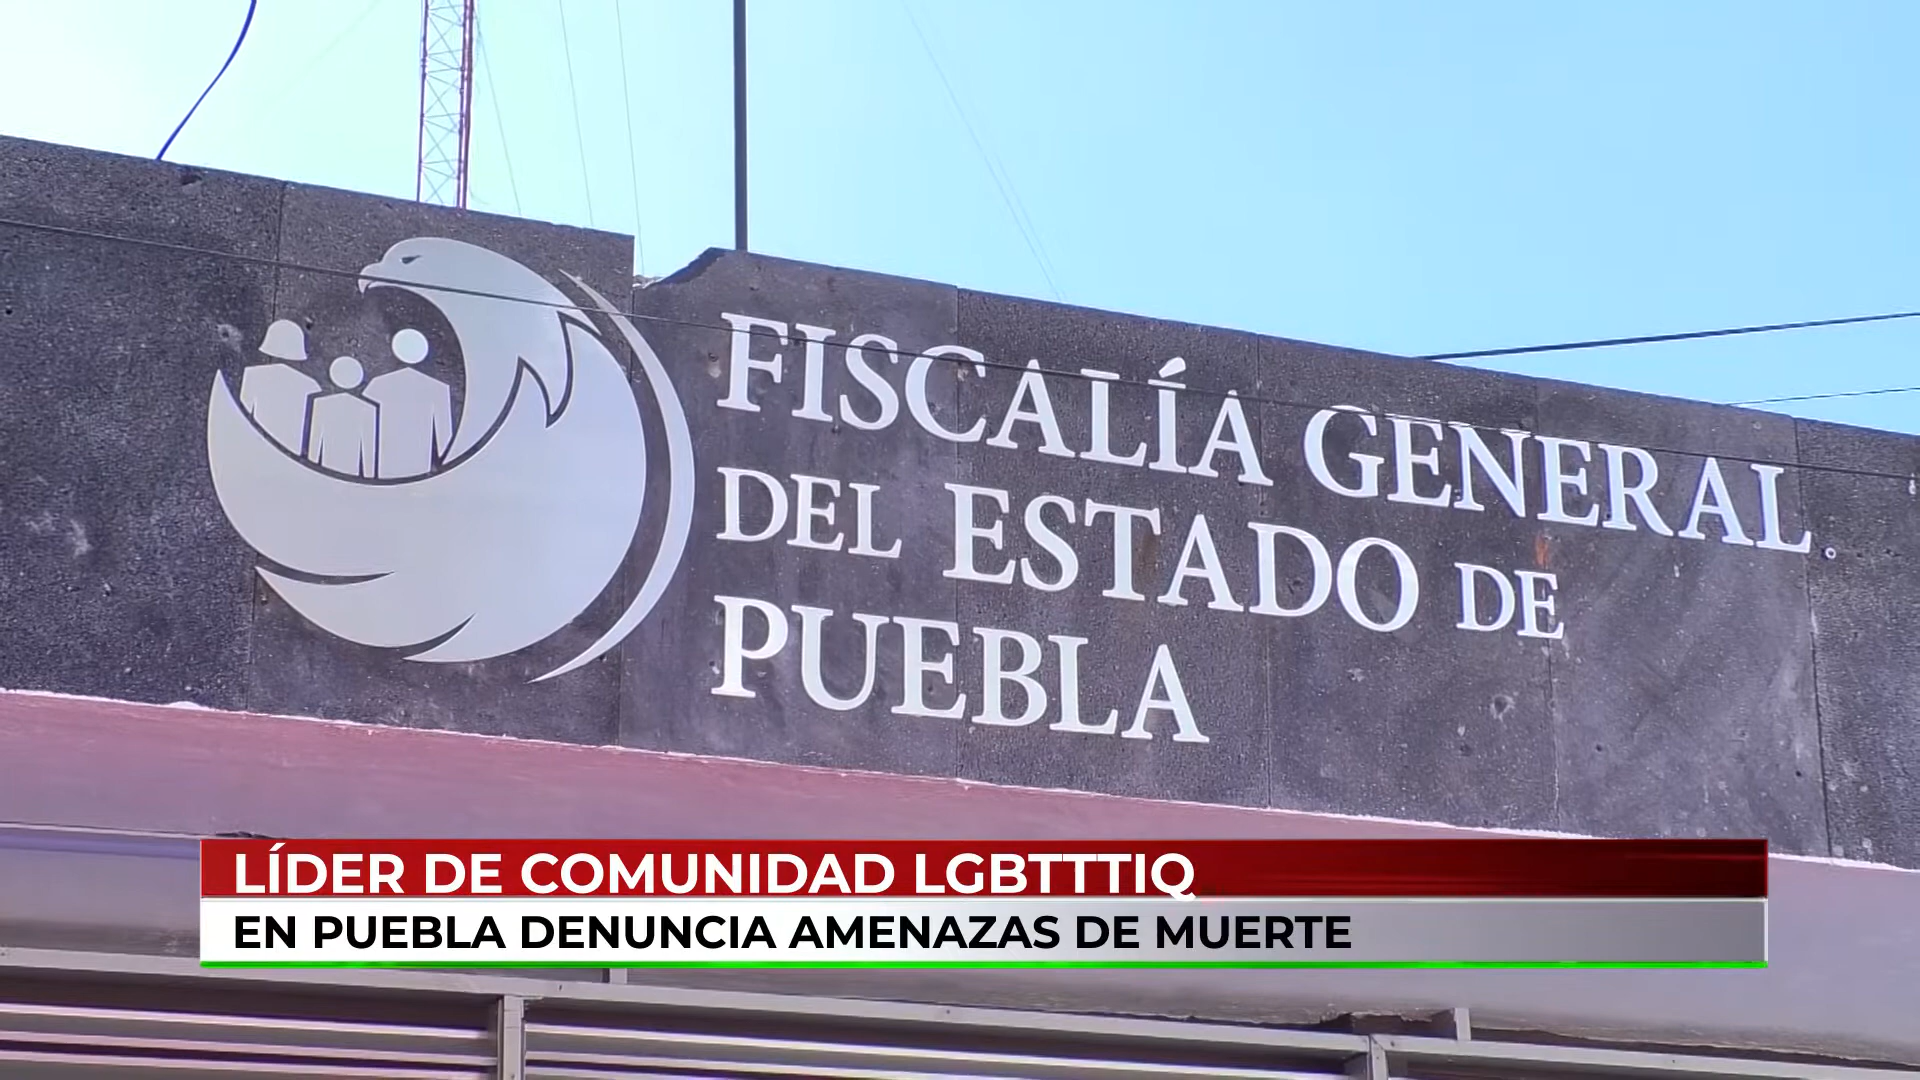 FISCALÍA GENERAL
DEL ESTADO DE
PUEBLA
LÍDER DE COMUNIDAD LGBTTTIQ
EN PUEBLA DENUNCIA AMENAZAS DE MUERTE